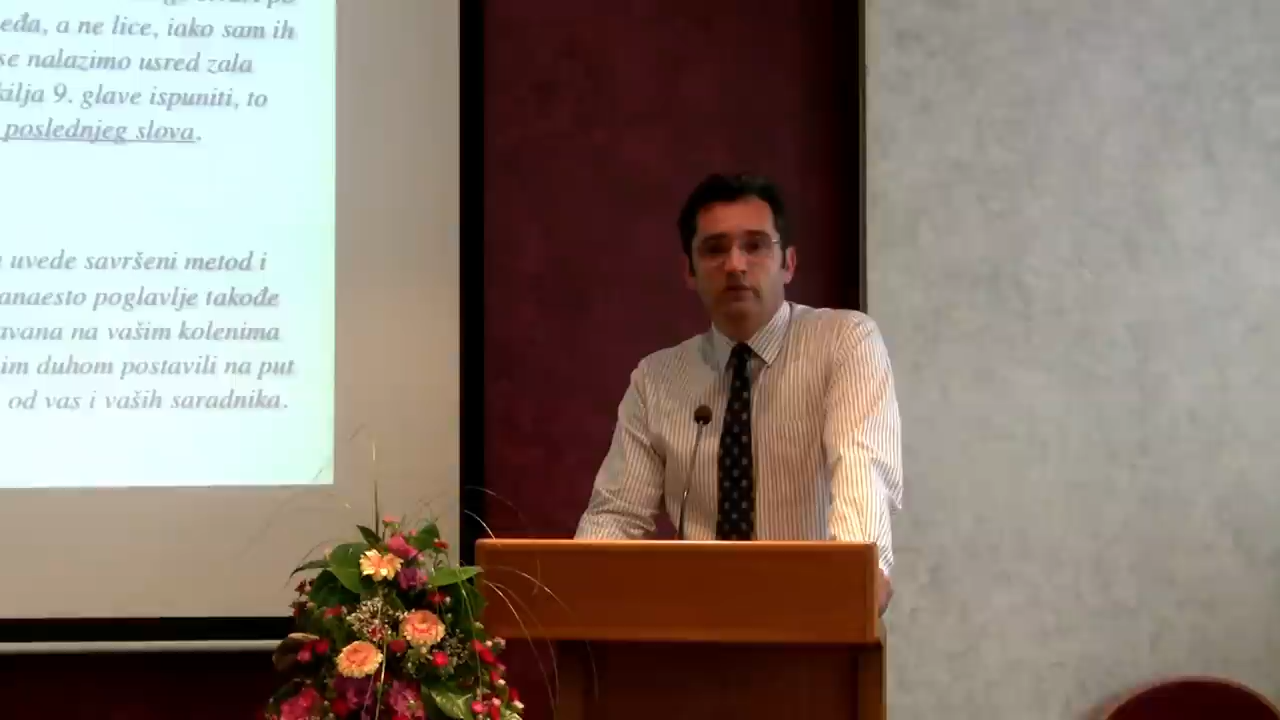 eđa, a ne lice, iako sam ih
se nalazimo usred zala
kilja 9. glave ispuniti, to
poslednjeg slova.
uvede savršeni metod i
anaesto poglavlje takođe
avana na vašim kolenima
im duhom postavili na put
od vas i vaših saradnika.